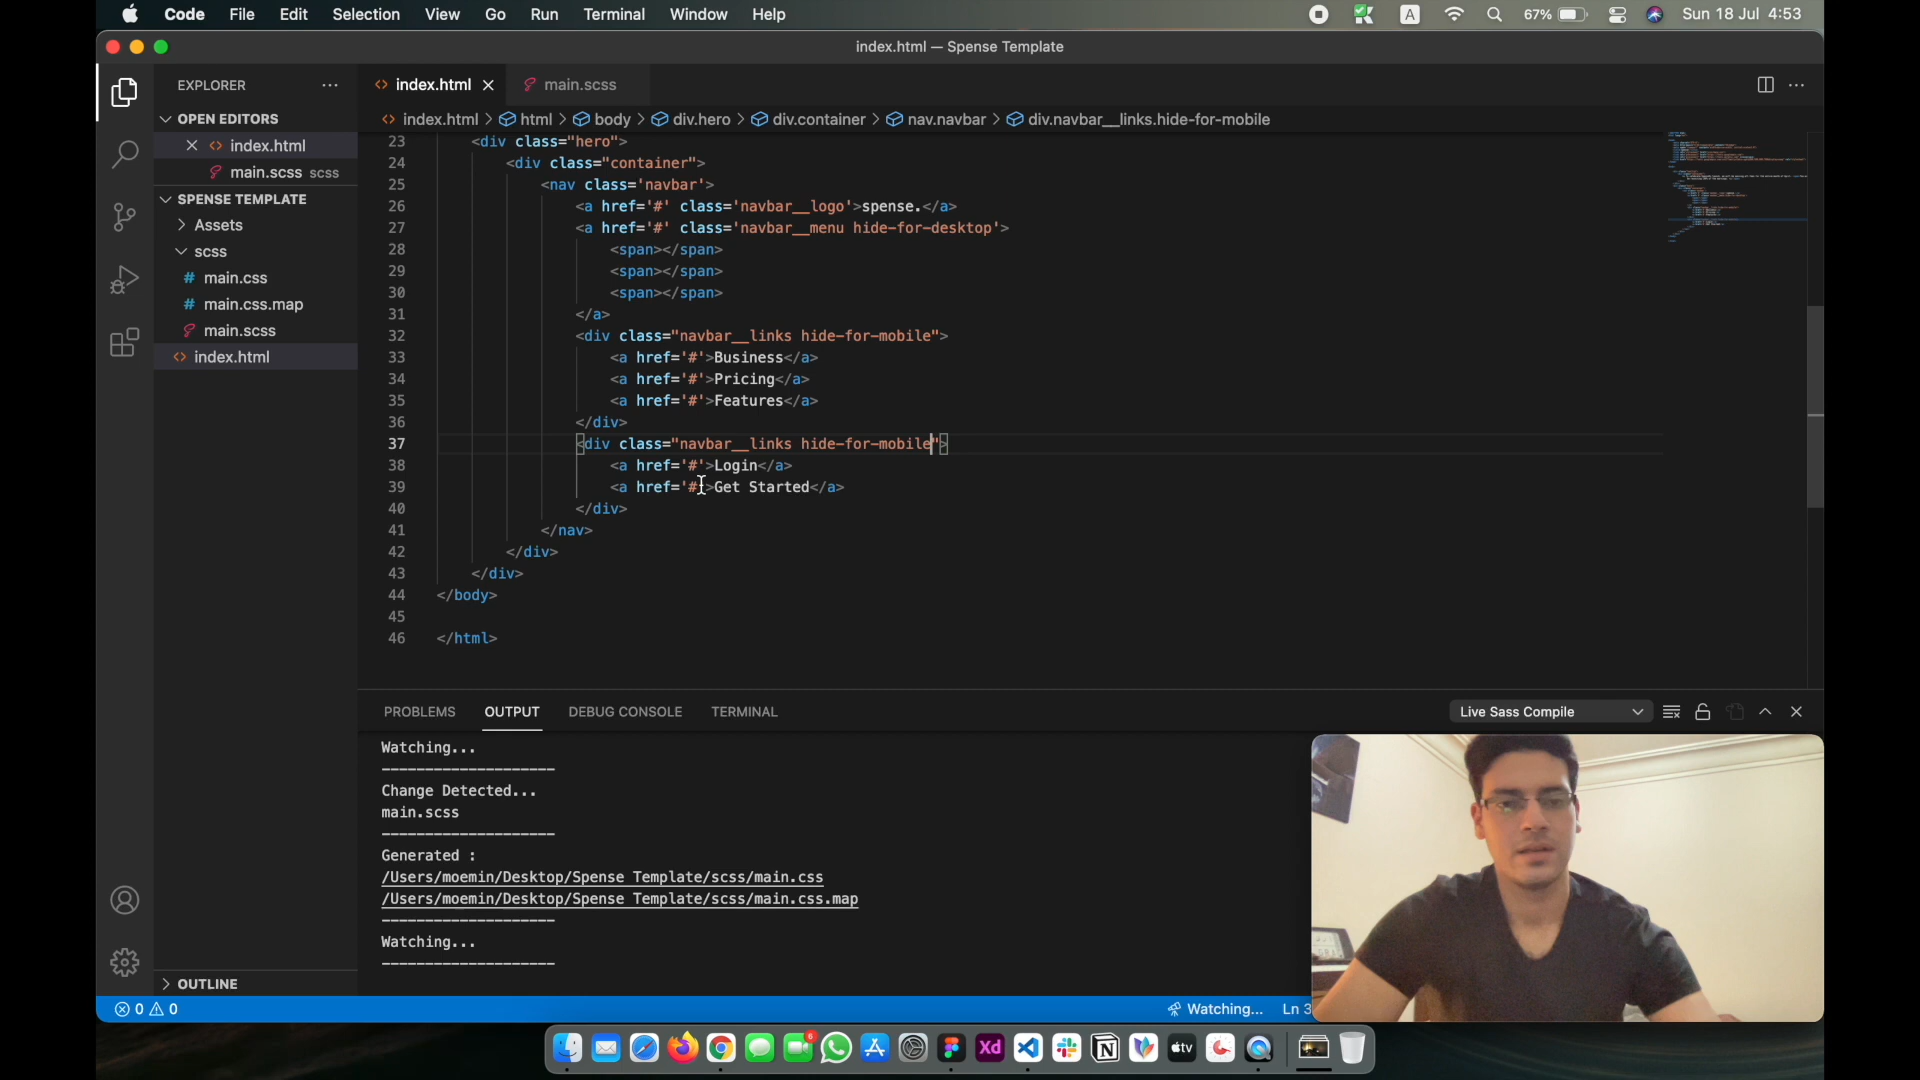 Code File Edit Selection View Go Run Terminal Window Help A 67% Sun 18 Jul 4:53
index.html — Spense Template
EXPLORER
index.html
main.scss
OPEN EDITORS
index.html > html > body > div.hero > div.container > nav.navbar > div.navbar__links.hide-for-mobile
index.html
main.scss scss
SPENSE TEMPLATE
Assets
scss
main.css
main.css.map
main.scss
index.html
23 <div class="hero">
24 <div class="container">
25 <nav class='navbar'>
26 <a href='#' class='navbar__logo'>spense.</a>
27 <a href='#' class='navbar__menu hide-for-desktop'>
28 <span></span>
29 <span></span>
30 <span></span>
31 </a>
32 <div class="navbar__links hide-for-mobile">
33 <a href='#'>Business</a>
34 <a href='#'>Pricing</a>
35 <a href='#'>Features</a>
36 </div>
37 <div class="navbar__links hide-for-mobile">
38 <a href='#'>Login</a>
39 <a href='#'>Get Started</a>
40 </div>
41 </nav>
42 </div>
43 </div>
44 </body>
45
46 </html>
PROBLEMS OUTPUT DEBUG CONSOLE TERMINAL Live Sass Compile
Watching...
--------------------
Change Detected...
main.scss
--------------------
Generated :
/Users/moemin/Desktop/Spense Template/scss/main.css
/Users/moemin/Desktop/Spense Template/scss/main.css.map
--------------------
Watching...
--------------------
OUTLINE
0 0 Watching... Ln 3
6 Xd N tv